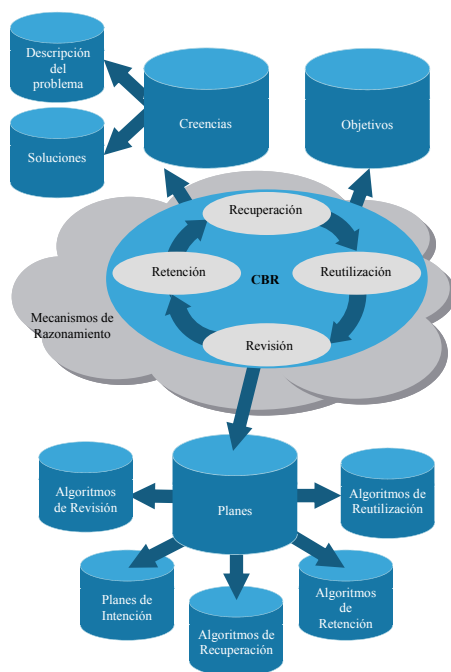 Descripción
del
problema
Creencias
Objetivos
Soluciones
Recuperación
Retención
CBR
Reutilización
Mecanismos de
Razonamiento
Revisión
Algoritmos
de Revisión
Planes
Algoritmos de
Reutilización
Planes de
Intención
Algoritmos de
Recuperación
Algoritmos
de
Retención